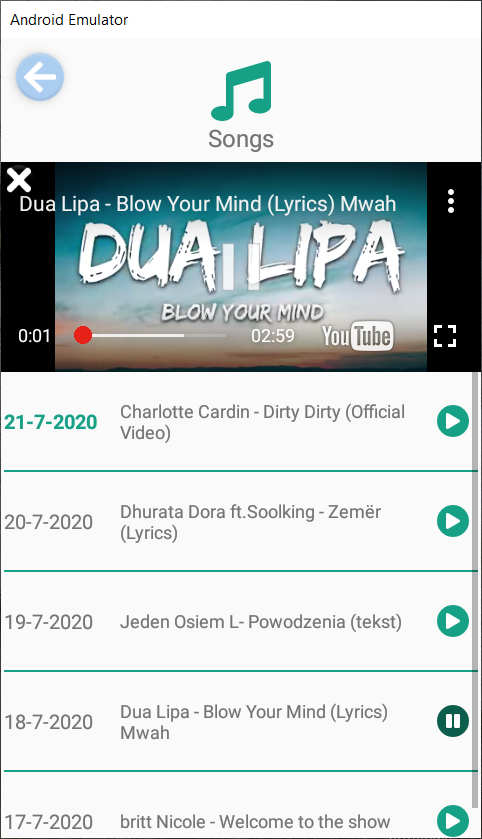 Android Emulator
Songs
Dua Lipa - Blow Your Mind (Lyrics) Mwah
DUA LIPA
BLOW YOUR MIND
0:01
02:59
YouTube
21-7-2020
Charlotte Cardin - Dirty Dirty (Official
Video)
20-7-2020
Dhurata Dora ft.Soolking - Zemër
(Lyrics)
19-7-2020
Jeden Osiem L- Powodzenia (tekst)
18-7-2020
Dua Lipa - Blow Your Mind (Lyrics)
Mwah
17-7-2020
britt Nicole - Welcome to the show